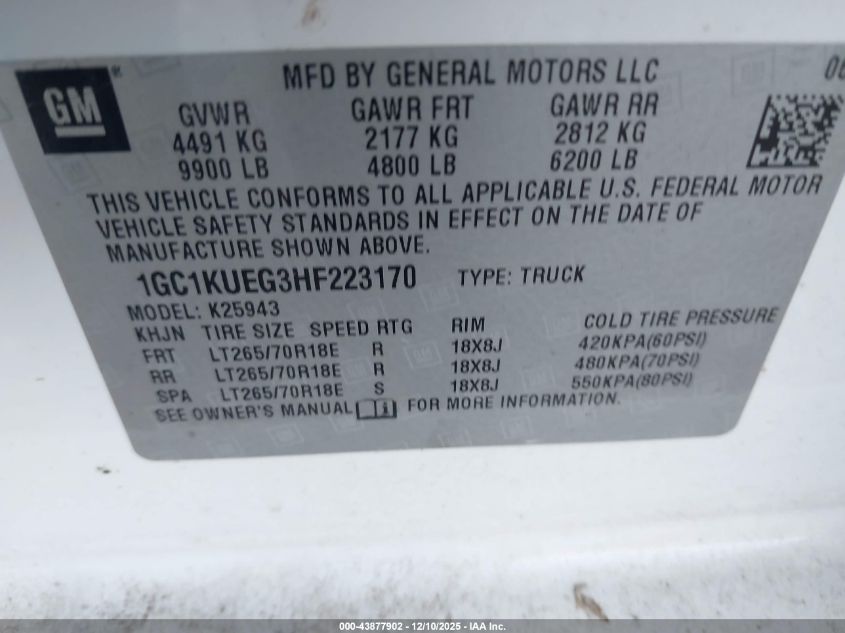 GM
MFD BY GENERAL MOTORS LLC
GVWR GAWR FRT GAWR RR
4491 KG 2177 KG 2812 KG
9900 LB 4800 LB 6200 LB
THIS VEHICLE CONFORMS TO ALL APPLICABLE U.S. FEDERAL MOTOR
VEHICLE SAFETY STANDARDS IN EFFECT ON THE DATE OF
MANUFACTURE SHOWN ABOVE.
1GC1KUEG3HF223170 TYPE: TRUCK
MODEL: K25943
KHJN TIRE SIZE SPEED RTG RIM COLD TIRE PRESSURE
FRT LT265/70R18E R 18X8J 420KPA(60PSI)
RR LT265/70R18E R 18X8J 480KPA(70PSI)
SPA LT265/70R18E S 18X8J 550KPA(80PSI)
SEE OWNER'S MANUAL FOR MORE INFORMATION.
000-43877902 - 12/10/2025 - IAA Inc.